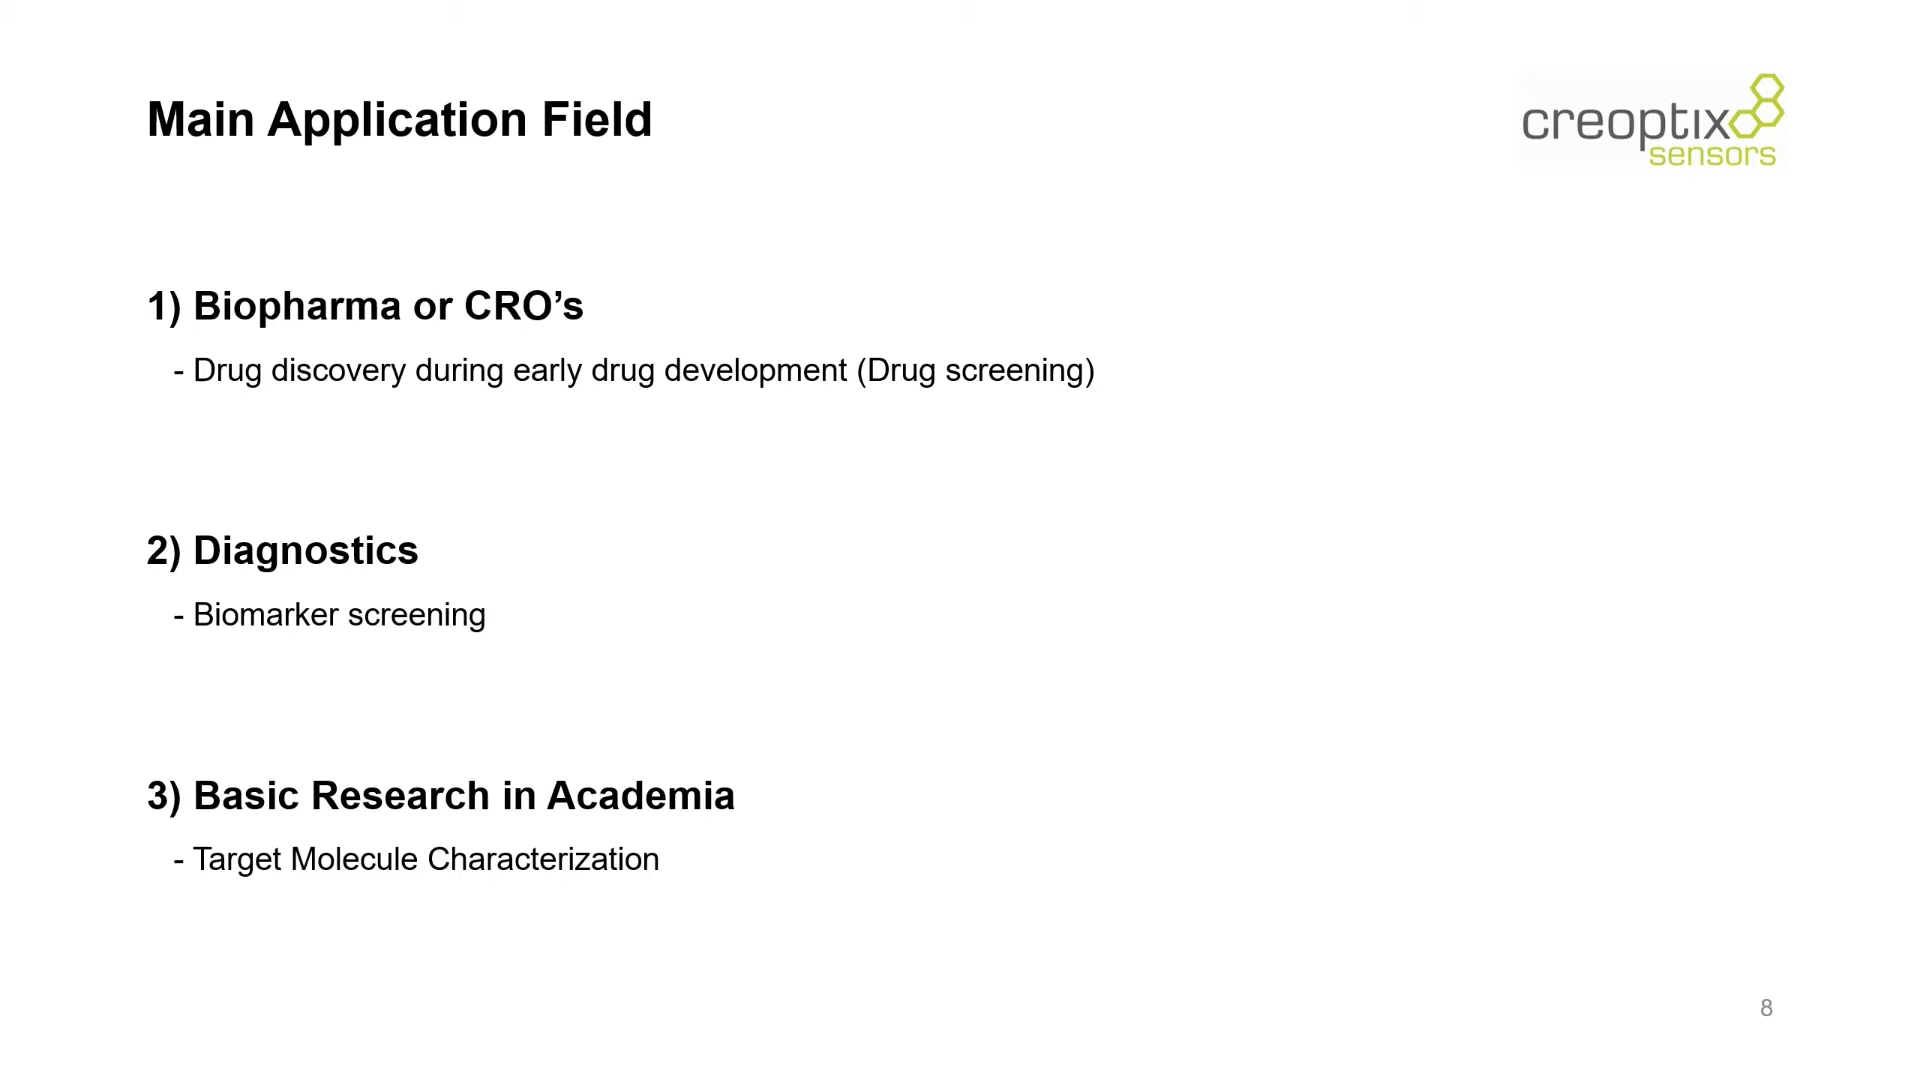 Main Application Field
creoptix
sensors
1) Biopharma or CRO’s
- Drug discovery during early drug development (Drug screening)
2) Diagnostics
- Biomarker screening
3) Basic Research in Academia
- Target Molecule Characterization
8